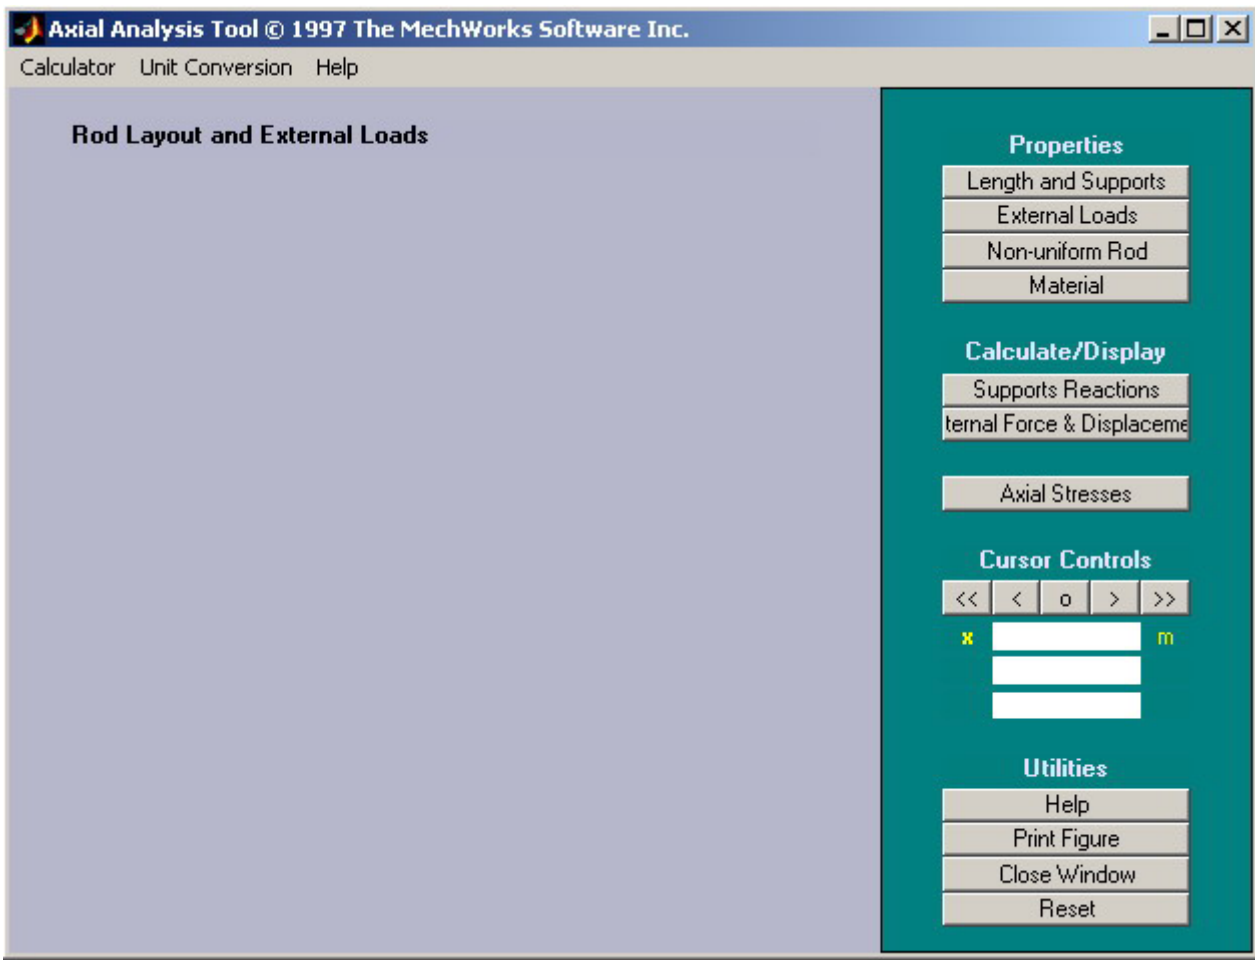 Axial Analysis Tool © 1997 The MechWorks Software Inc.
Calculator Unit Conversion Help
Rod Layout and External Loads
Properties
Length and Supports
External Loads
Non-uniform Rod
Material
Calculate/Display
Supports Reactions
ternal Force & Displaceme
Axial Stresses
Cursor Controls
<< < o > >>
x m
Utilities
Help
Print Figure
Close Window
Reset